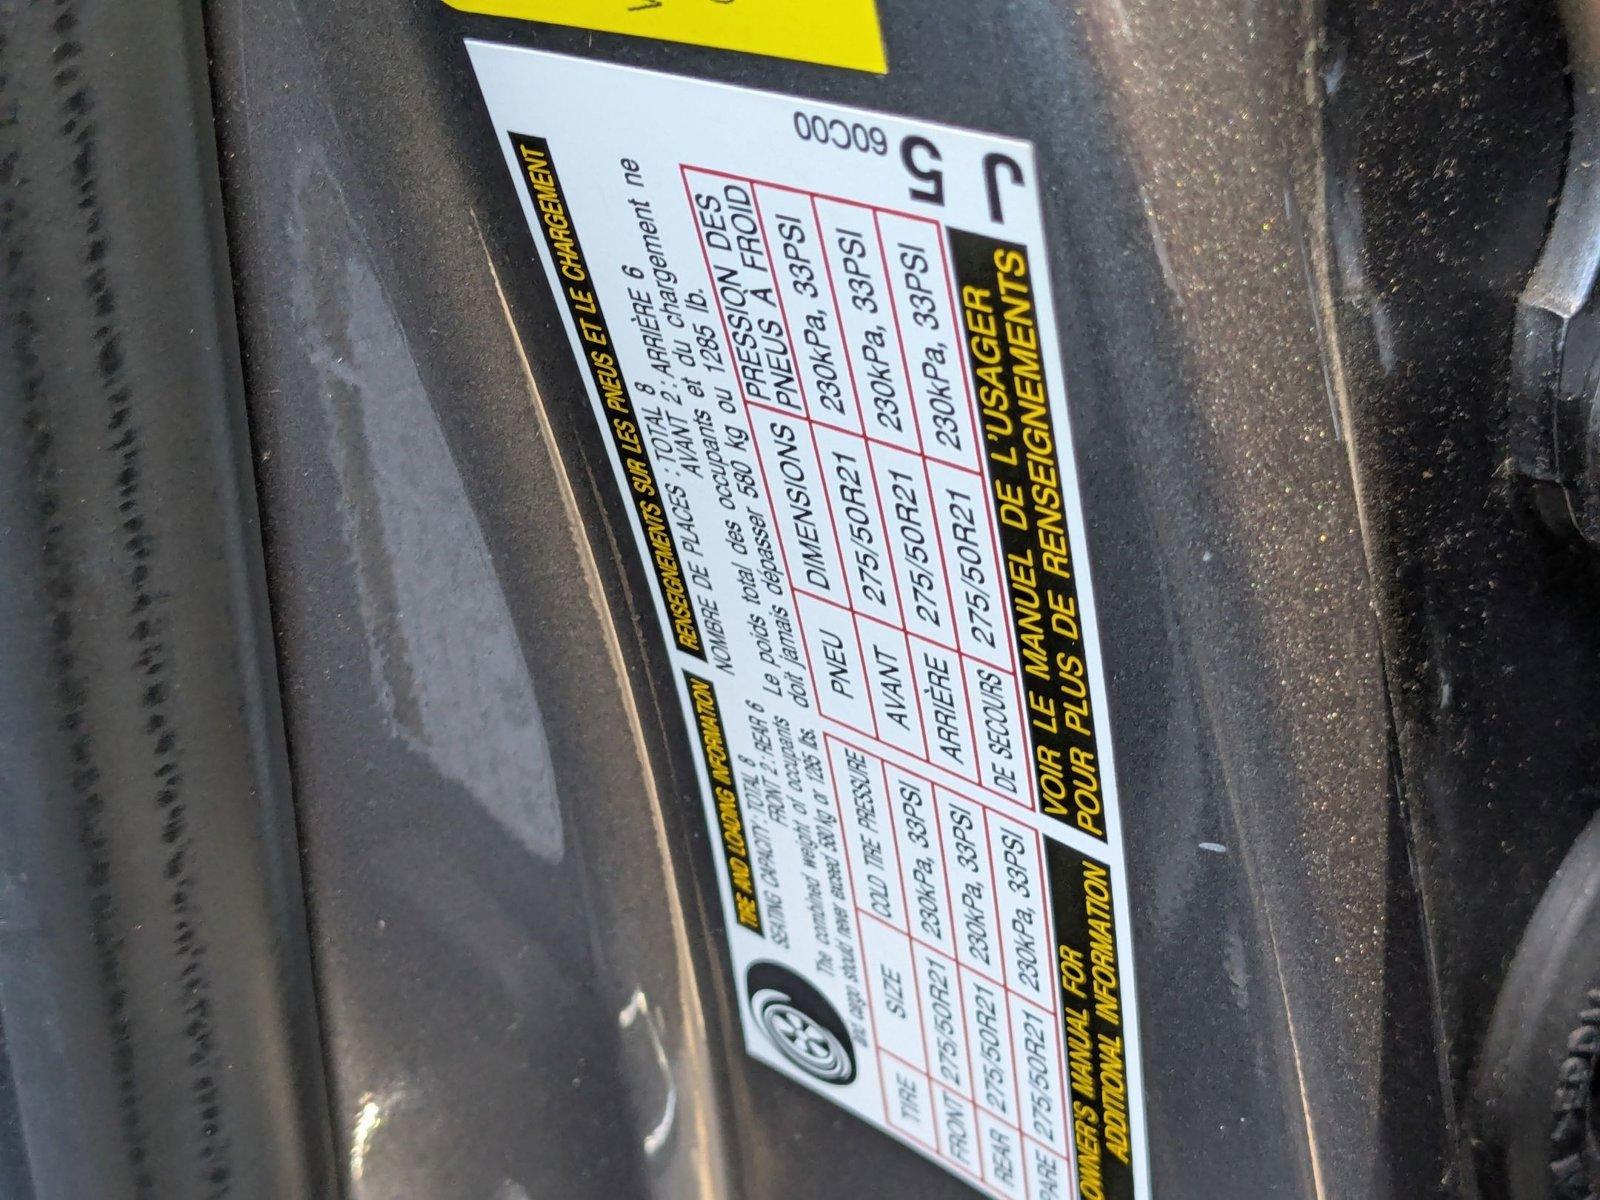 TIRE AND LOADING INFORMATION
SEATING CAPACITY : TOTAL 8
FRONT 2 : REAR 6
The combined weight of occupants
and cargo should never exceed 580 kg or 1285 lbs.
TIRE SIZE COLD TIRE PRESSURE
FRONT 275/50R21 230kPa, 33PSI
REAR 275/50R21 230kPa, 33PSI
PARE 275/50R21 230kPa, 33PSI
OWNER'S MANUAL FOR
ADDITIONAL INFORMATION
RENSEIGNEMENTS SUR LES PNEUS ET LE CHARGEMENT
NOMBRE DE PLACES : TOTAL 8
AVANT 2 : ARRIÈRE 6
Le poids total des occupants et du chargement ne
doit jamais dépasser 580 kg ou 1285 lb.
PNEU DIMENSIONS PRESSION DES
PNEUS À FROID
AVANT 275/50R21 230kPa, 33PSI
ARRIÈRE 275/50R21 230kPa, 33PSI
DE SECOURS 275/50R21 230kPa, 33PSI
VOIR LE MANUEL DE L'USAGER
POUR PLUS DE RENSEIGNEMENTS
60C00
5
J